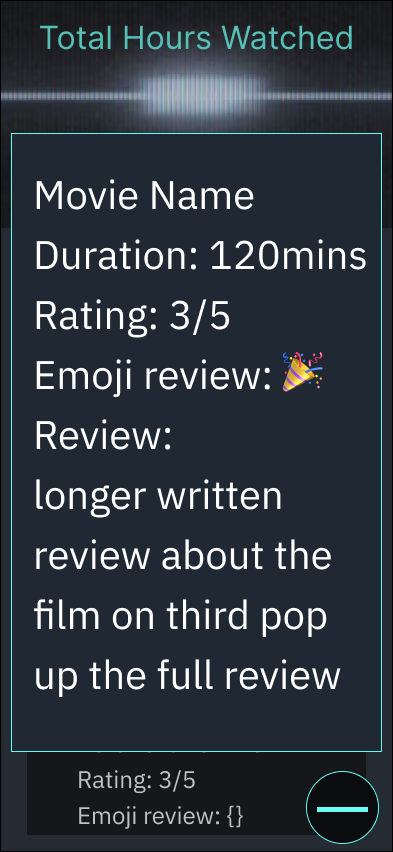 Total Hours Watched
Movie Name
Duration: 120mins
Rating: 3/5
Emoji review: 🎉
Review:
longer written
review about the
film on third pop
up the full review
Rating: 3/5
Emoji review: {}